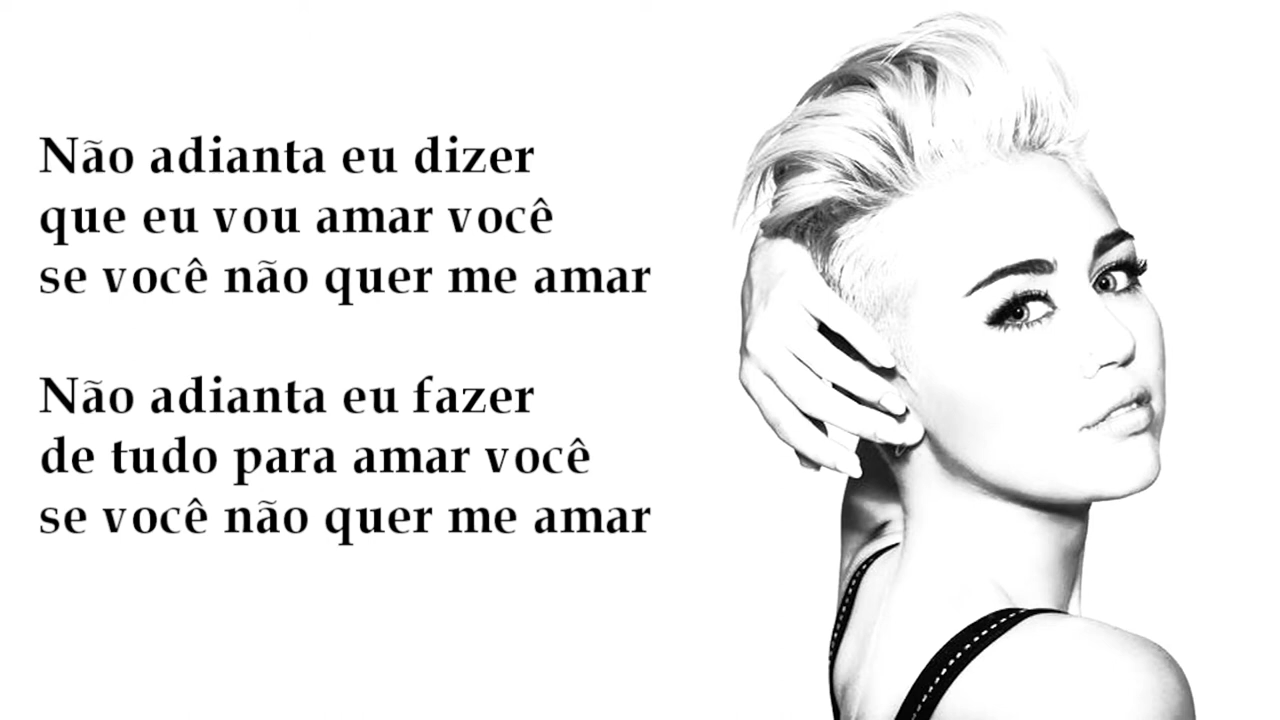 Não adianta eu dizer
que eu vou amar você
se você não quer me amar
Não adianta eu fazer
de tudo para amar você
se você não quer me amar